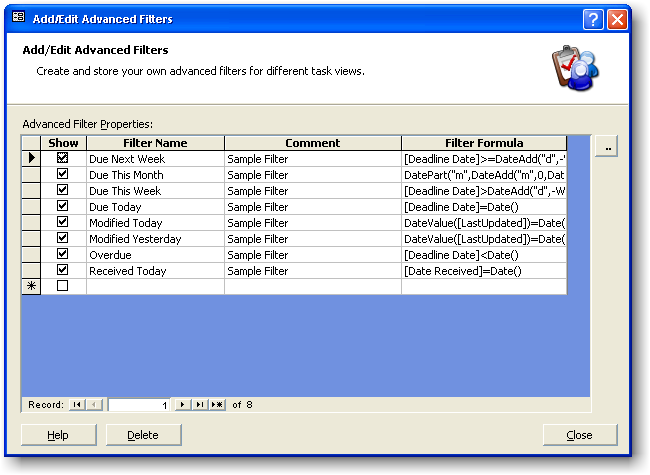 Add/Edit Advanced Filters
Add/Edit Advanced Filters
Create and store your own advanced filters for different task views.
Advanced Filter Properties:
Show Filter Name Comment Filter Formula
Due Next Week Sample Filter [Deadline Date]>=DateAdd("d",-
Due This Month Sample Filter DatePart("m",DateAdd("m",0,Dat
Due This Week Sample Filter [Deadline Date]>DateAdd("d",-W
Due Today Sample Filter [Deadline Date]=Date()
Modified Today Sample Filter DateValue([LastUpdated])=Date(
Modified Yesterday Sample Filter DateValue([LastUpdated])=Date(
Overdue Sample Filter [Deadline Date]<Date()
Received Today Sample Filter [Date Received]=Date()
..
Record: 1 of 8
Help Delete Close